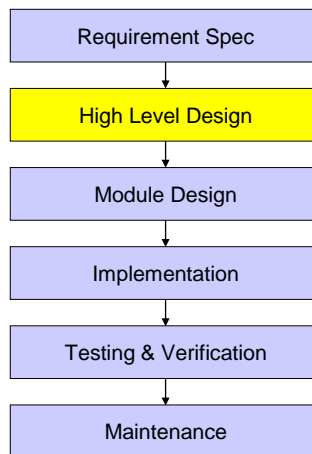 Requirement Spec
High Level Design
Module Design
Implementation
Testing & Verification
Maintenance